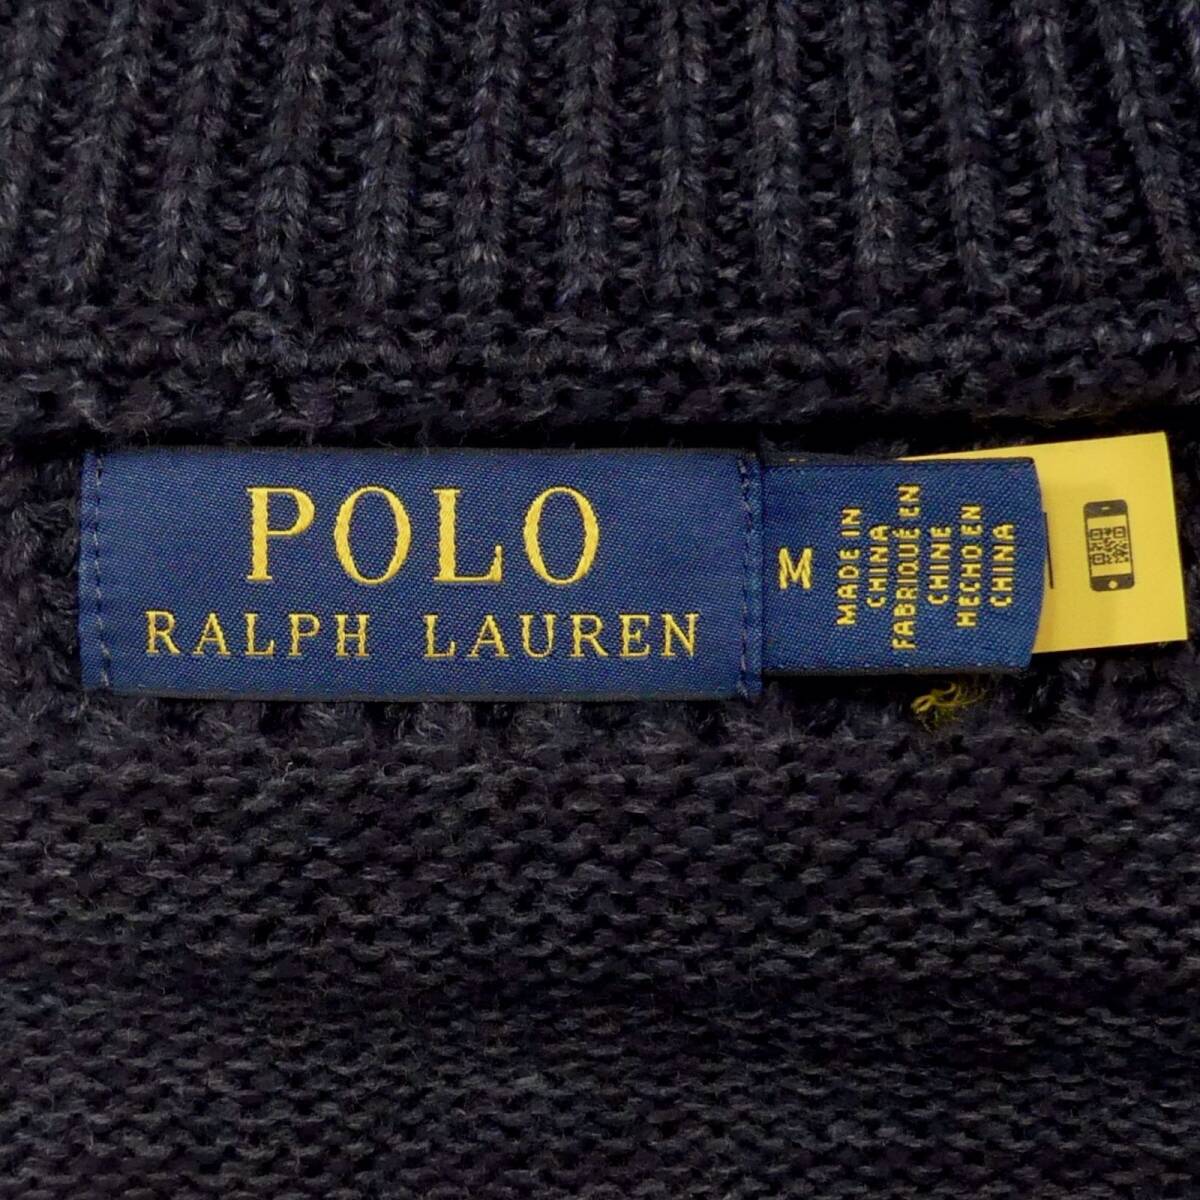 POLO
RALPH LAUREN
M
MADE IN
CHINA
FABRIQUÉ EN
CHINE
HECHO EN
CHINA